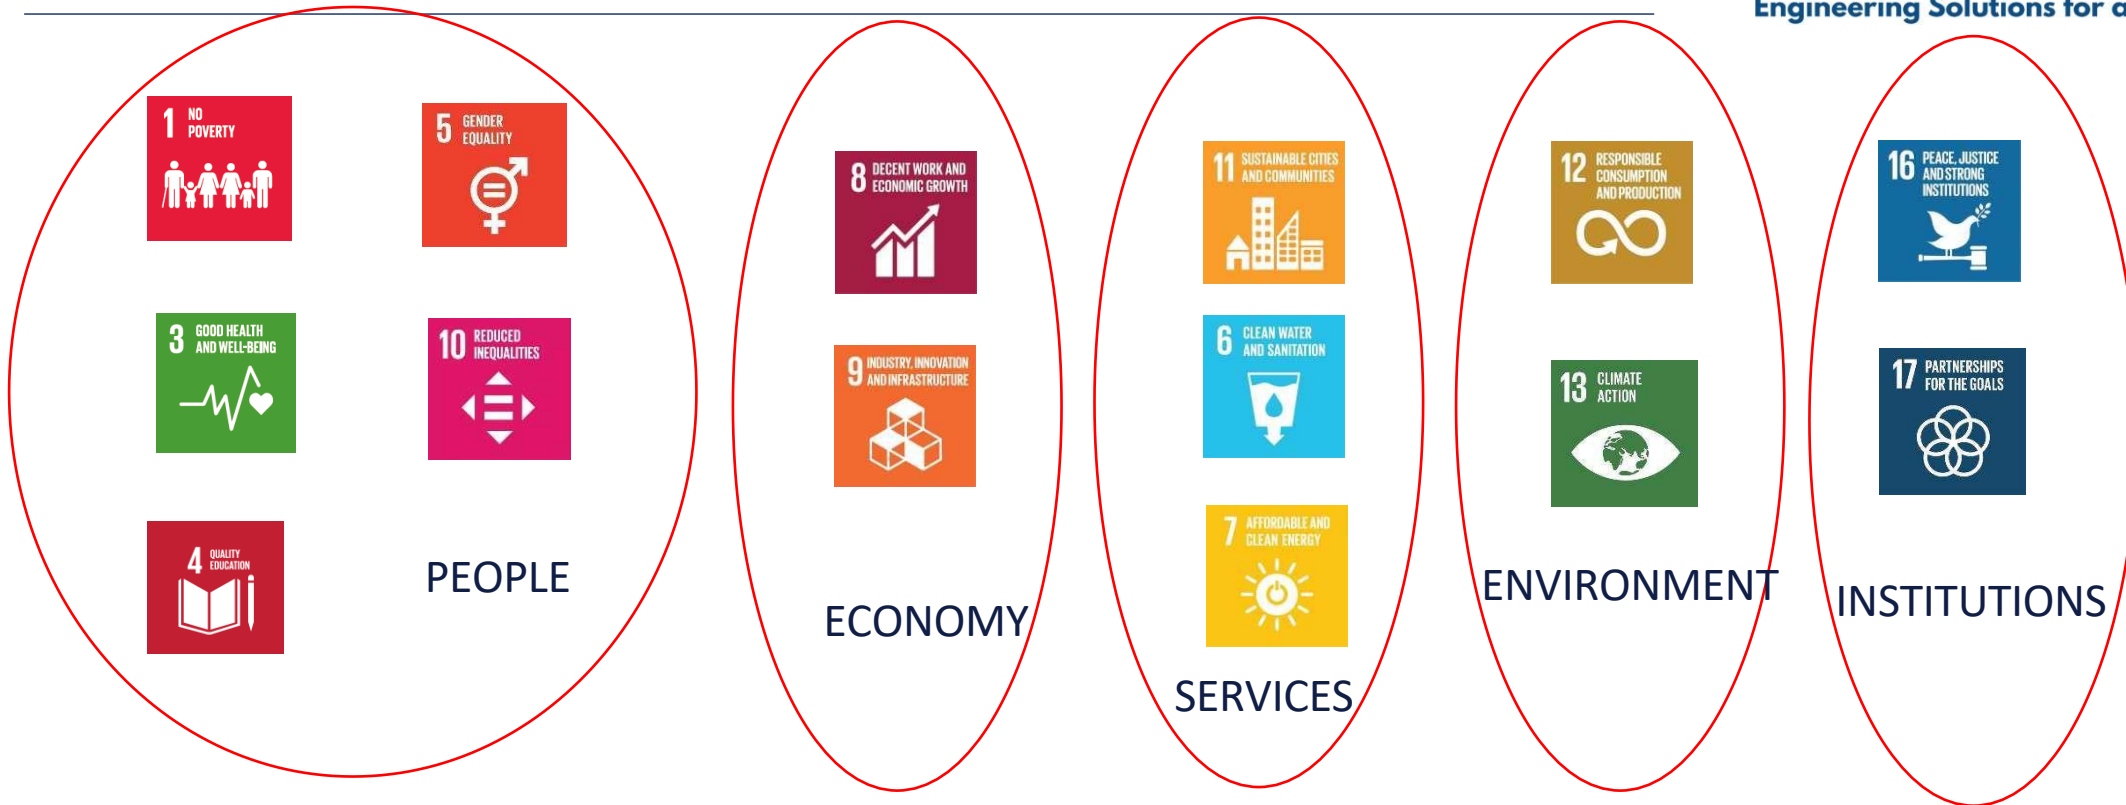 Engineering Solutions for a
1 NO
POVERTY
5 GENDER
EQUALITY
3 GOOD HEALTH
AND WELL-BEING
10 REDUCED
INEQUALITIES
4 QUALITY
EDUCATION
PEOPLE
8 DECENT WORK AND
ECONOMIC GROWTH
9 INDUSTRY, INNOVATION
AND INFRASTRUCTURE
ECONOMY
11 SUSTAINABLE CITIES
AND COMMUNITIES
6 CLEAN WATER
AND SANITATION
7 AFFORDABLE AND
CLEAN ENERGY
SERVICES
12 RESPONSIBLE
CONSUMPTION
AND PRODUCTION
13 CLIMATE
ACTION
ENVIRONMENT
16 PEACE, JUSTICE
AND STRONG
INSTITUTIONS
17 PARTNERSHIPS
FOR THE GOALS
INSTITUTIONS